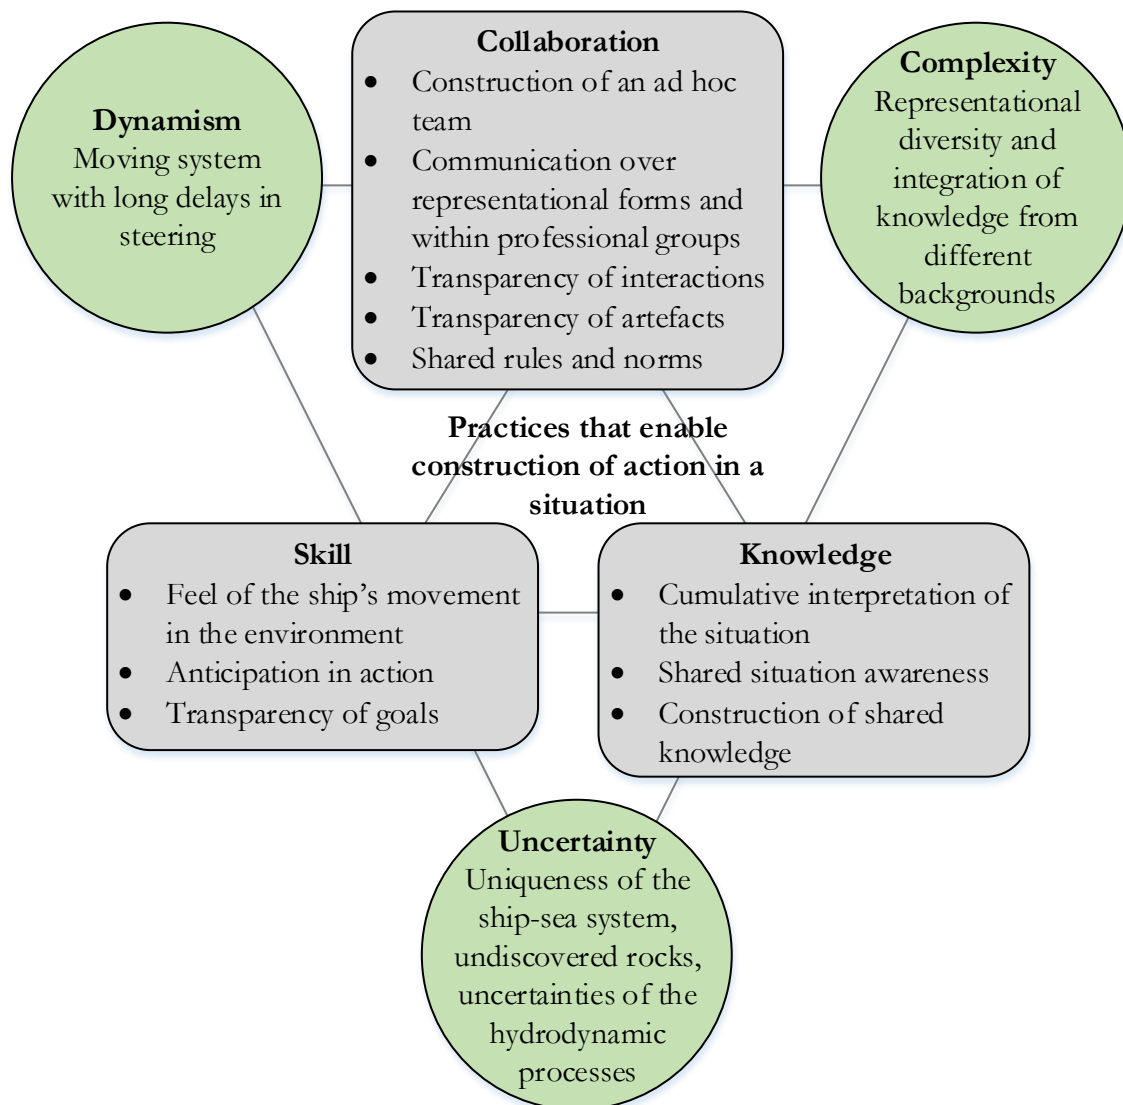 Dynamism
Moving system
with long delays in
steering
Collaboration
• Construction of an ad hoc
team
• Communication over
representational forms and
within professional groups
• Transparency of interactions
• Transparency of artefacts
• Shared rules and norms
Complexity
Representational
diversity and
integration of
knowledge from
different
backgrounds
Practices that enable
construction of action in a
situation
Skill
• Feel of the ship’s movement
in the environment
• Anticipation in action
• Transparency of goals
Knowledge
• Cumulative interpretation of
the situation
• Shared situation awareness
• Construction of shared
knowledge
Uncertainty
Uniqueness of the
ship-sea system,
undiscovered rocks,
uncertainties of the
hydrodynamic
processes